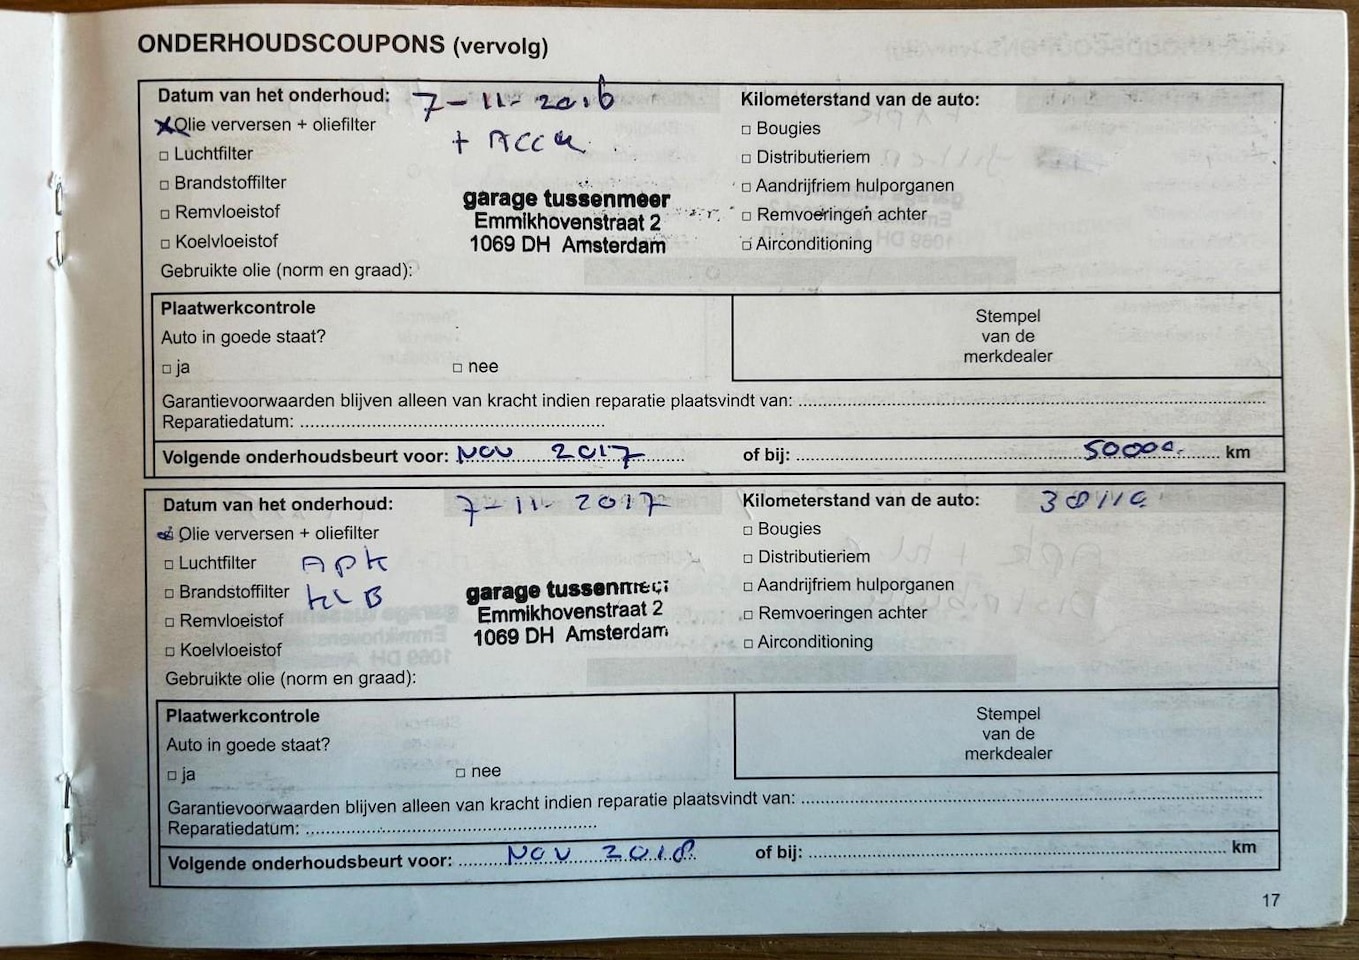 ONDERHOUDSCOUPONS (vervolg)
Datum van het onderhoud: 7-11-2016
Olie verversen + oliefilter
+ ACCU
Luchtfilter
Brandstoffilter
Remvloeistof
Koelvloeistof
Gebruikte olie (norm en graad):
garage tussenmeer
Emmikhovenstraat 2
1069 DH Amsterdam
Kilometerstand van de auto:
Bougies
Distributieriem
Aandrijfriem hulporganen
Remvoeringen achter
Airconditioning
Plaatwerkcontrole
Auto in goede staat?
ja nee
Stempel
van de
merkdealer
Garantievoorwaarden blijven alleen van kracht indien reparatie plaatsvindt van:
Reparatiedatum:
Volgende onderhoudsbeurt voor: NOV 2017 of bij: 50000 km
Datum van het onderhoud: 7-11-2017
Olie verversen + oliefilter
Luchtfilter APK
Brandstoffilter KLB
Remvloeistof
Koelvloeistof
Gebruikte olie (norm en graad):
garage tussenmeer
Emmikhovenstraat 2
1069 DH Amsterdam
Kilometerstand van de auto:
Bougies
Distributieriem
Aandrijfriem hulporganen
Remvoeringen achter
Airconditioning
Plaatwerkcontrole
Auto in goede staat?
ja nee
Stempel
van de
merkdealer
Garantievoorwaarden blijven alleen van kracht indien reparatie plaatsvindt van:
Reparatiedatum:
Volgende onderhoudsbeurt voor: NOV 2018 of bij: km
17